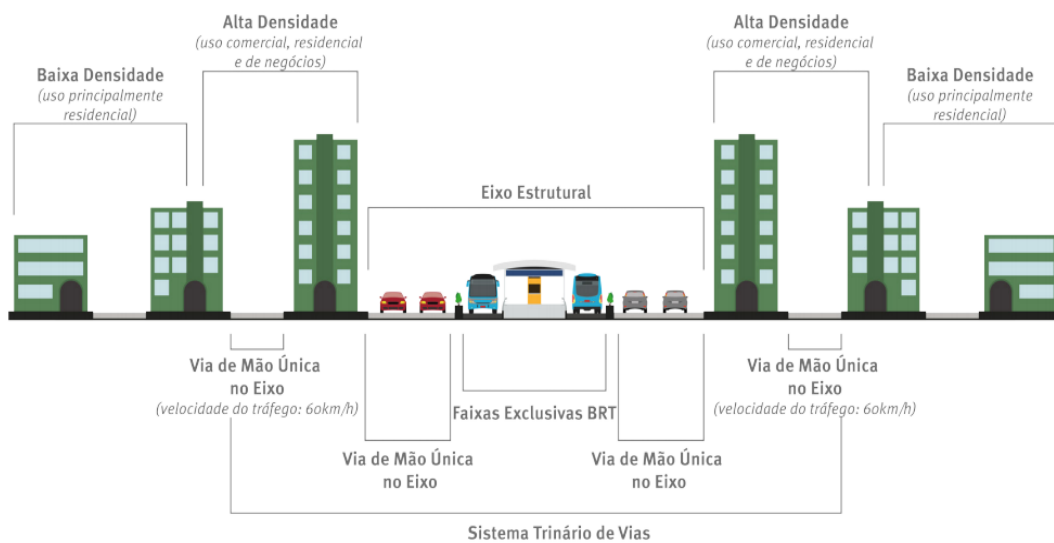 Alta Densidade
(uso comercial, residencial
e de negócios)
Alta Densidade
(uso comercial, residencial
e de negócios)
Baixa Densidade
(uso principalmente
residencial)
Baixa Densidade
(uso principalmente
residencial)
Eixo Estrutural
Via de Mão Única
no Eixo
(velocidade do tráfego: 60km/h)
Via de Mão Única
no Eixo
(velocidade do tráfego: 60km/h)
Faixas Exclusivas BRT
Via de Mão Única
no Eixo
Via de Mão Única
no Eixo
Sistema Trinário de Vias